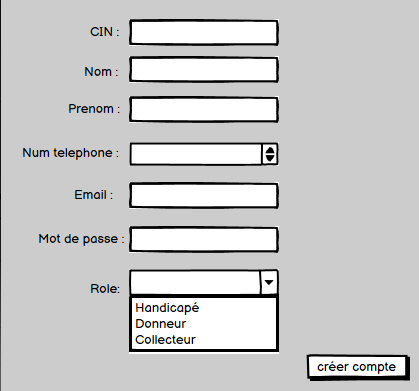 CIN :
Nom :
Prenom :
Num telephone :
Email :
Mot de passe :
Role:
Handicapé
Donneur
Collecteur
créer compte